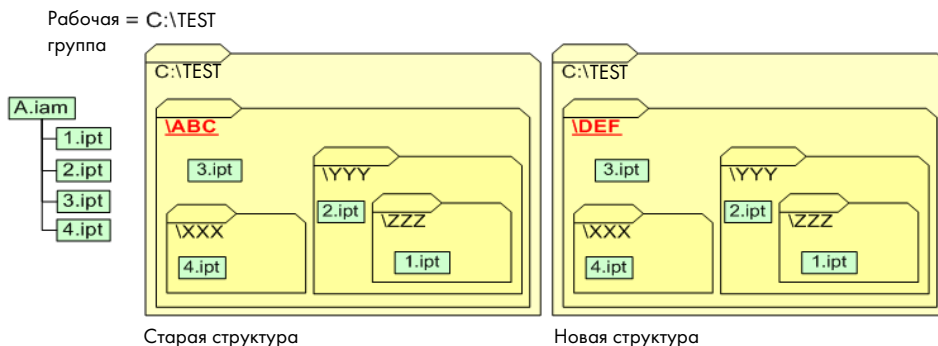 Рабочая = C:\TEST
группа
A.iam
1.ipt
2.ipt
3.ipt
4.ipt
C:\TEST
\ABC
3.ipt
\YYY
2.ipt
\ZZZ
1.ipt
\XXX
4.ipt
Старая структура
C:\TEST
\DEF
3.ipt
\YYY
2.ipt
\ZZZ
1.ipt
\XXX
4.ipt
Новая структура